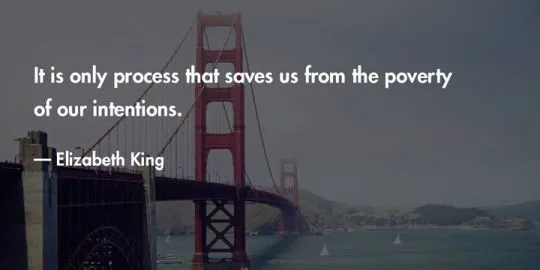 It is only process that saves us from the poverty
of our intentions.
— Elizabeth King